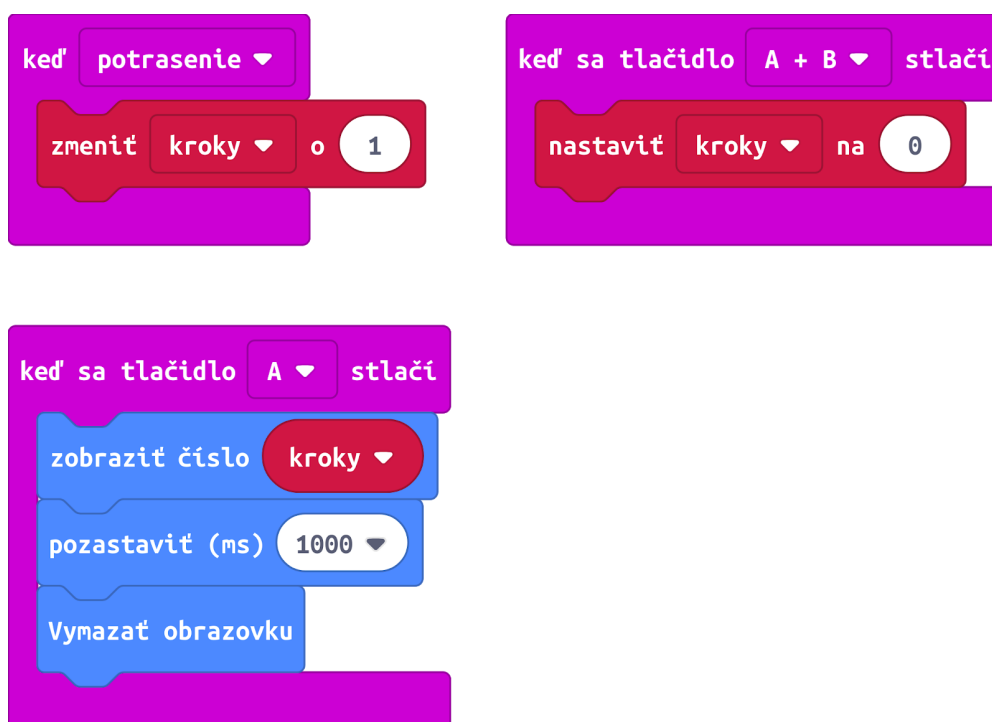 keď potrasenie
zmeniť kroky o 1
keď sa tlačidlo A + B stlačí
nastaviť kroky na 0
keď sa tlačidlo A stlačí
zobraziť číslo kroky
pozastaviť (ms) 1000
Vymazať obrazovku